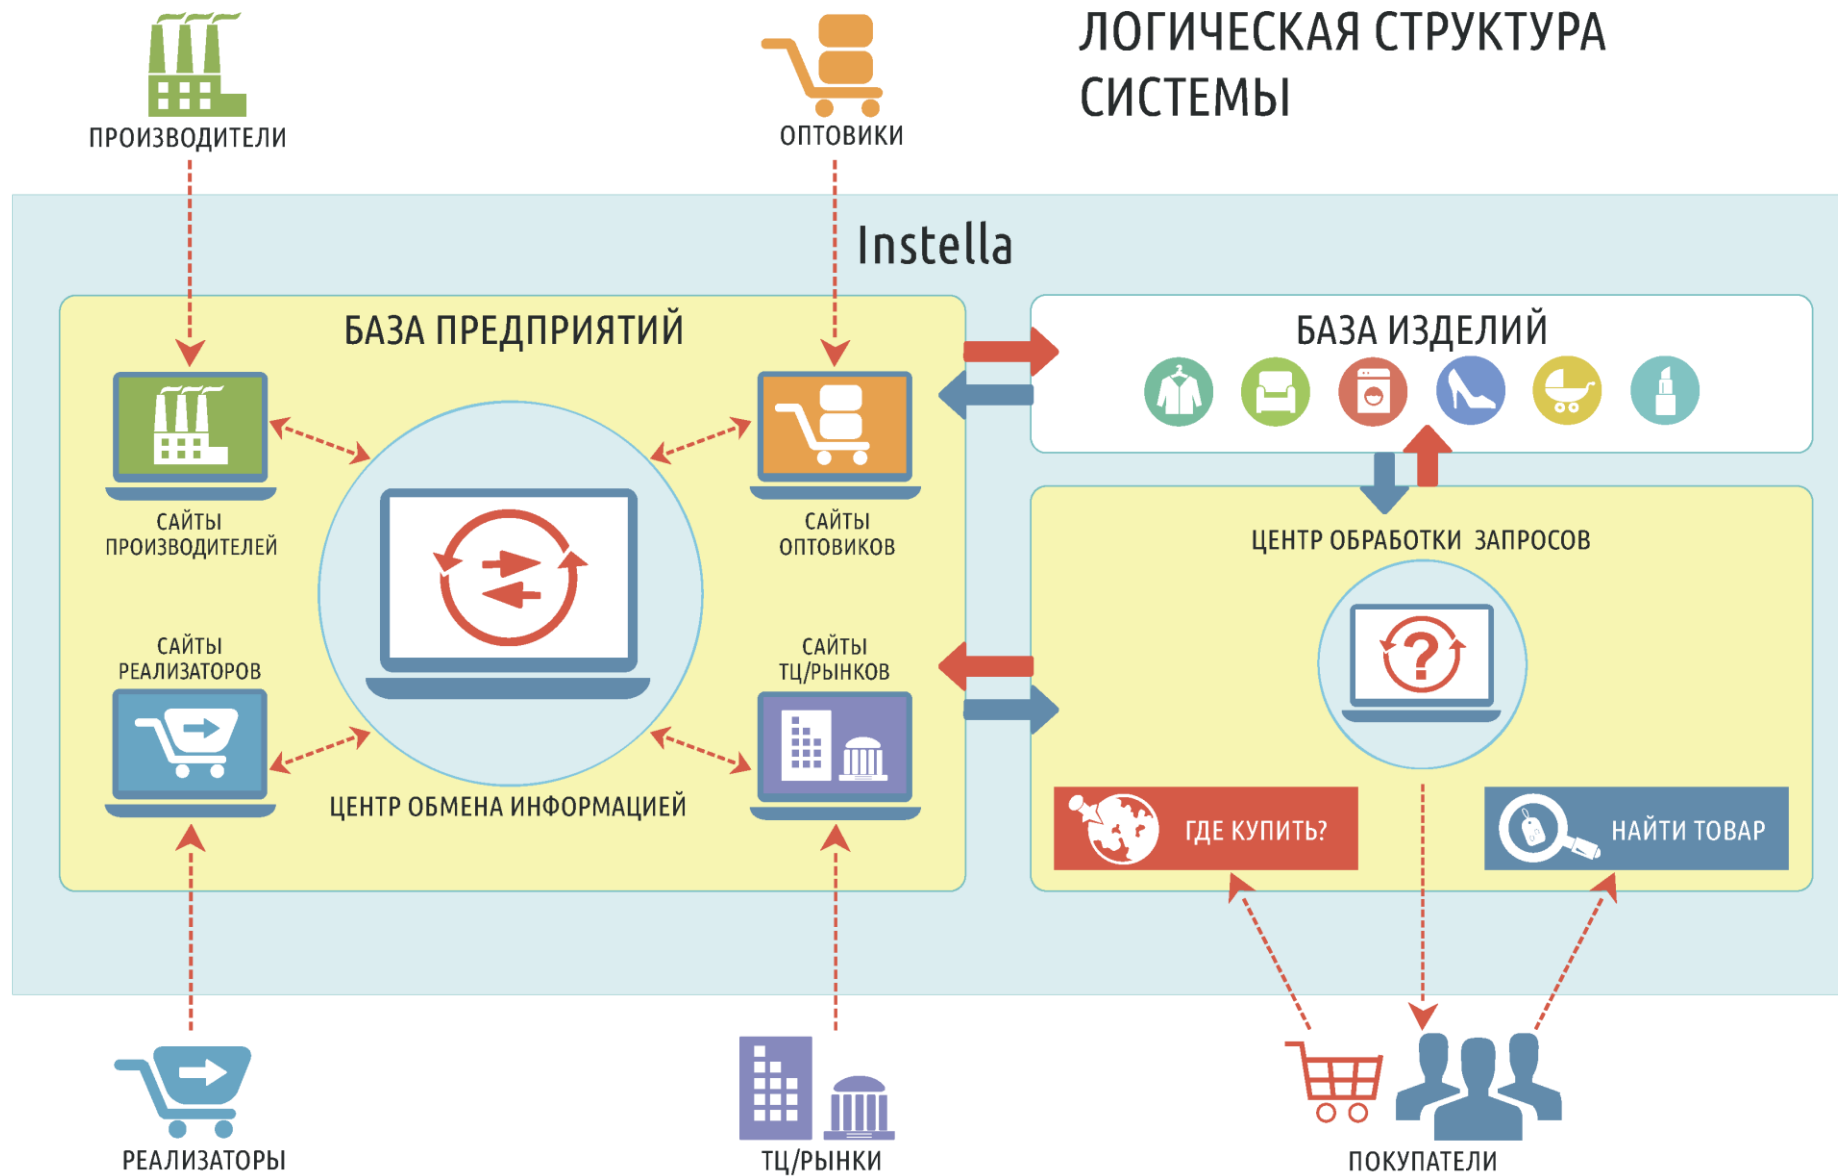 ЛОГИЧЕСКАЯ СТРУКТУРА
СИСТЕМЫ
ПРОИЗВОДИТЕЛИ
ОПТОВИКИ
Instella
БАЗА ПРЕДПРИЯТИЙ
САЙТЫ
ПРОИЗВОДИТЕЛЕЙ
САЙТЫ
ОПТОВИКОВ
САЙТЫ
РЕАЛИЗАТОРОВ
САЙТЫ
ТЦ/РЫНКОВ
ЦЕНТР ОБМЕНА ИНФОРМАЦИЕЙ
БАЗА ИЗДЕЛИЙ
ЦЕНТР ОБРАБОТКИ ЗАПРОСОВ
?
ГДЕ КУПИТЬ?
НАЙТИ ТОВАР
РЕАЛИЗАТОРЫ
ТЦ/РЫНКИ
ПОКУПАТЕЛИ